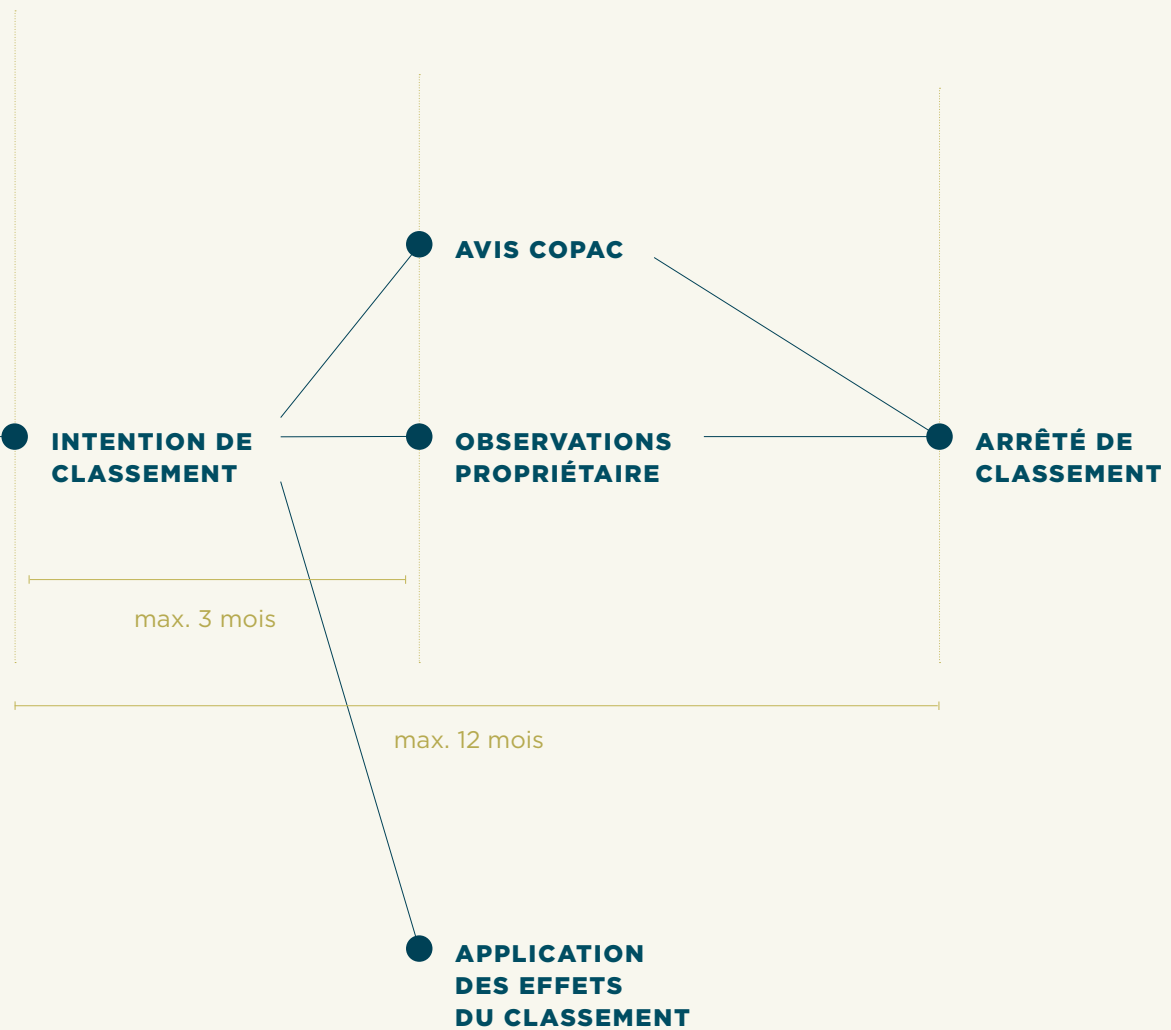 AVIS COPAC
INTENTION DE
CLASSEMENT
OBSERVATIONS
PROPRIÉTAIRE
ARRÊTÉ DE
CLASSEMENT
max. 3 mois
max. 12 mois
APPLICATION
DES EFFETS
DU CLASSEMENT